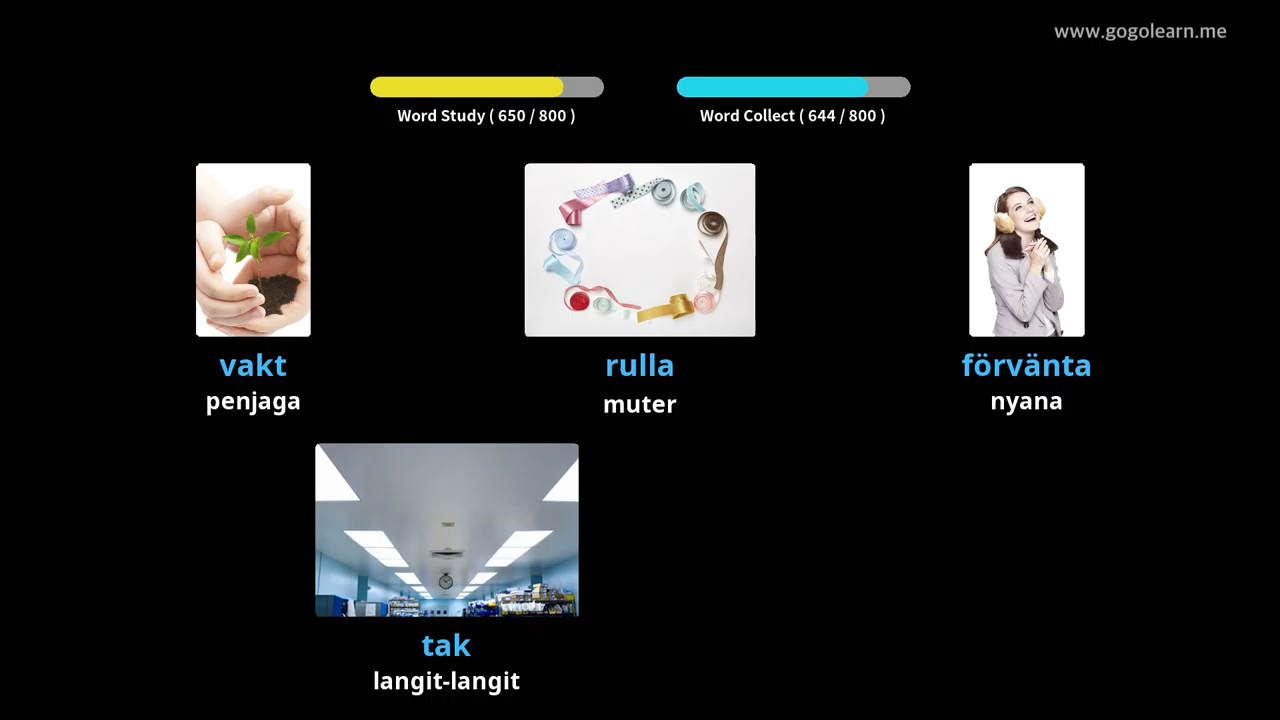 www.gogolearn.me
Word Study ( 650 / 800 )
Word Collect ( 644 / 800 )
vakt
penjaga
rulla
muter
förvänta
nyana
tak
langit-langit